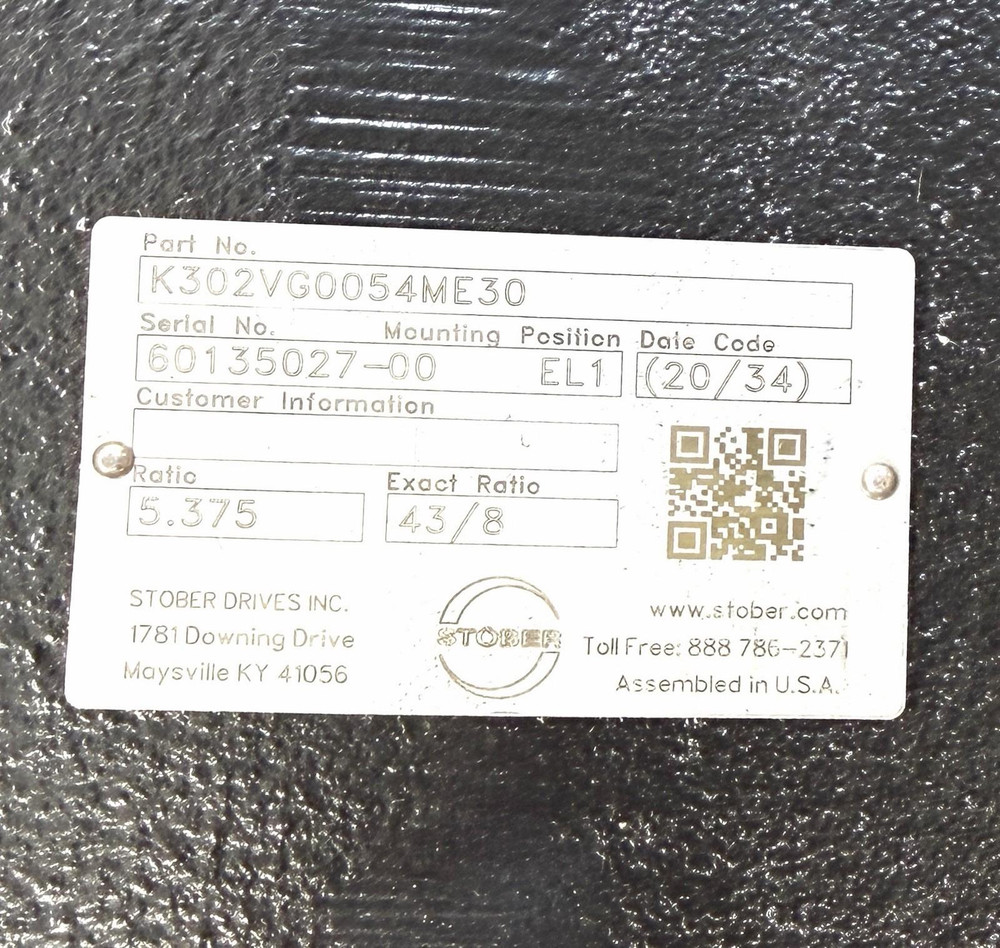 Part No.
K302VG0054ME30
Serial No. Mounting Position Date Code
60135027-00 EL1 (20/34)
Customer Information
Ratio Exact Ratio
5.375 43/8
STOBER DRIVES INC.
1781 Downing Drive
Maysville KY 41056
STOBER
www.stober.com
Toll Free: 888 786-2371
Assembled in U.S.A.